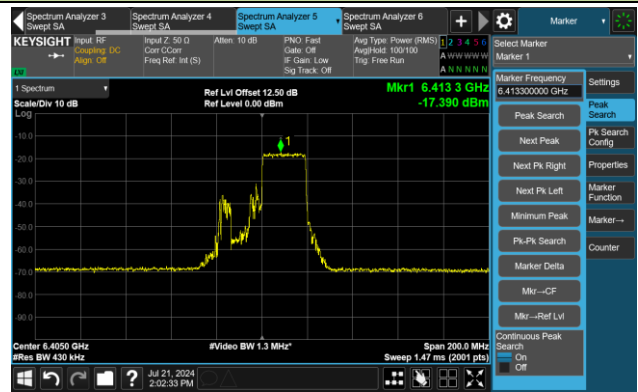 Spectrum Analyzer 3
Swept SA
Spectrum Analyzer 4
Swept SA
Spectrum Analyzer 5
Swept SA
Spectrum Analyzer 6
Swept SA
+
Marker
KEYSIGHT
Input: RF
Coupling: DC
Align: Off
Input Z: 50 Ω
Corr CCorr
Freq Ref: Int (S)
Atten: 10 dB
PNO: Fast
Gate: Off
IF Gain: Low
Sig Track: Off
Avg Type: Power (RMS)
Avg|Hold: 100/100
Trig: Free Run
1 2 3 4 5 6
A W W W W W
A N N N N N
Select Marker
Marker 1
1 Spectrum
Scale/Div 10 dB
Log
Ref Lvl Offset 12.50 dB
Ref Level 0.00 dBm
Mkr1 6.413 3 GHz
-17.390 dBm
1
-10.0
-20.0
-30.0
-40.0
-50.0
-60.0
-70.0
-80.0
-90.0
Center 6.4050 GHz
#Res BW 430 kHz
#Video BW 1.3 MHz*
Span 200.0 MHz
Sweep 1.47 ms (2001 pts)
Marker Frequency
6.413300000 GHz
Peak Search
Next Peak
Next Pk Right
Next Pk Left
Minimum Peak
Pk-Pk Search
Marker Delta
Mkr→CF
Mkr→Ref Lvl
Continuous Peak
Search
On
Off
Settings
Peak
Search
Pk Search
Config
Properties
Marker
Function
Marker→
Counter
?
Jul 21, 2024
2:02:33 PM